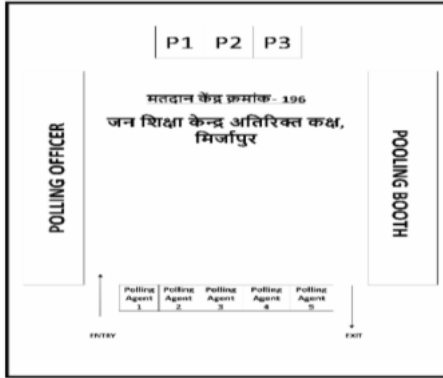 P1 P2 P3
मतदान केंद्र क्रमांक- 196
जन शिक्षा केन्द्र अतिरिक्त कक्ष,
मिर्जापुर
POLLING OFFICER
POOLING BOOTH
Polling Agent 1
Polling Agent 2
Polling Agent 3
Polling Agent 4
Polling Agent 5
ENTRY
EXIT